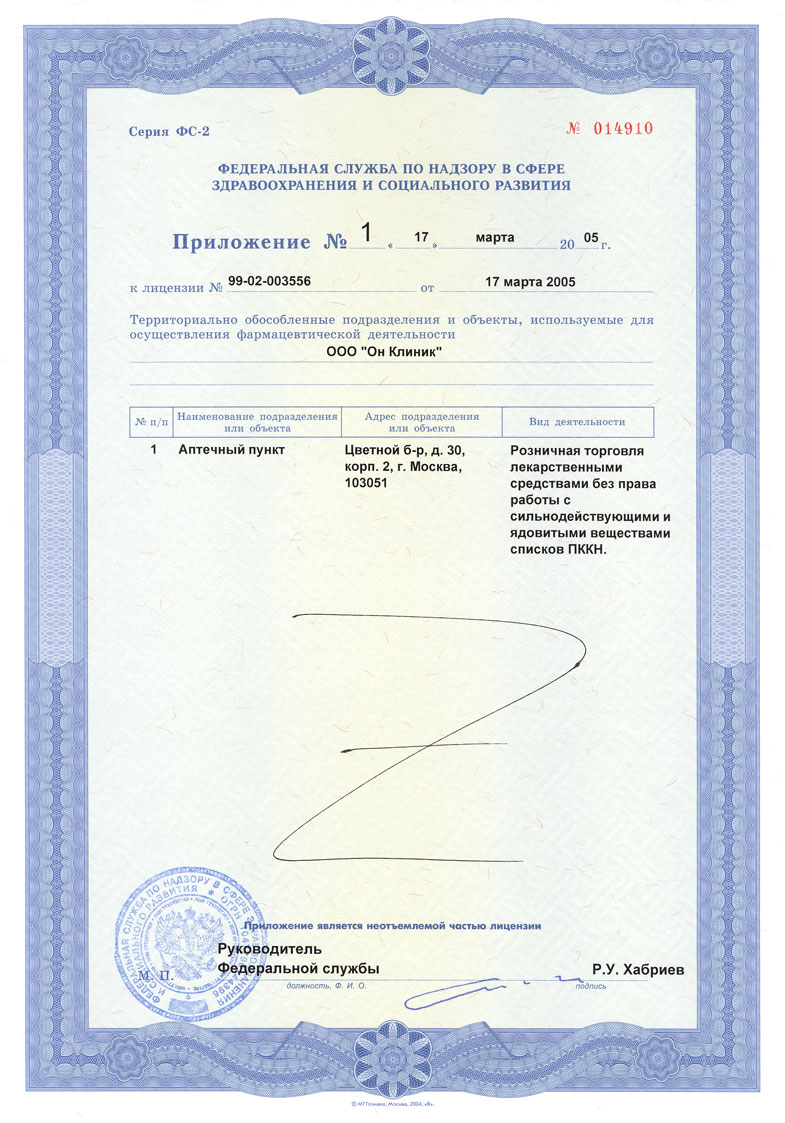 Серия ФС-2
№ 014910
ФЕДЕРАЛЬНАЯ СЛУЖБА ПО НАДЗОРУ В СФЕРЕ
ЗДРАВООХРАНЕНИЯ И СОЦИАЛЬНОГО РАЗВИТИЯ
Приложение № 1 « 17 » марта 20 05 г.
к лицензии № 99-02-003556 от 17 марта 2005
Территориально обособленные подразделения и объекты, используемые для
осуществления фармацевтической деятельности
ООО "Он Клиник"
№ п/п
Наименование подразделения
или объекта
Адрес подразделения
или объекта
Вид деятельности
1
Аптечный пункт
Цветной б-р, д. 30,
корп. 2, г. Москва,
103051
Розничная торговля
лекарственными
средствами без права
работы с
сильнодействующими и
ядовитыми веществами
списков ПККН.
ФЕДЕРАЛЬНАЯ СЛУЖБА ПО НАДЗОРУ В СФЕРЕ ЗДРАВООХРАНЕНИЯ
И СОЦИАЛЬНОГО РАЗВИТИЯ * ОГРН
Приложение является неотъемлемой частью лицензии
Руководитель
М. П. Федеральной службы Р.У. Хабриев
должность, Ф. И. О. подпись
© МТ Гознака, Москва, 2004, «В».